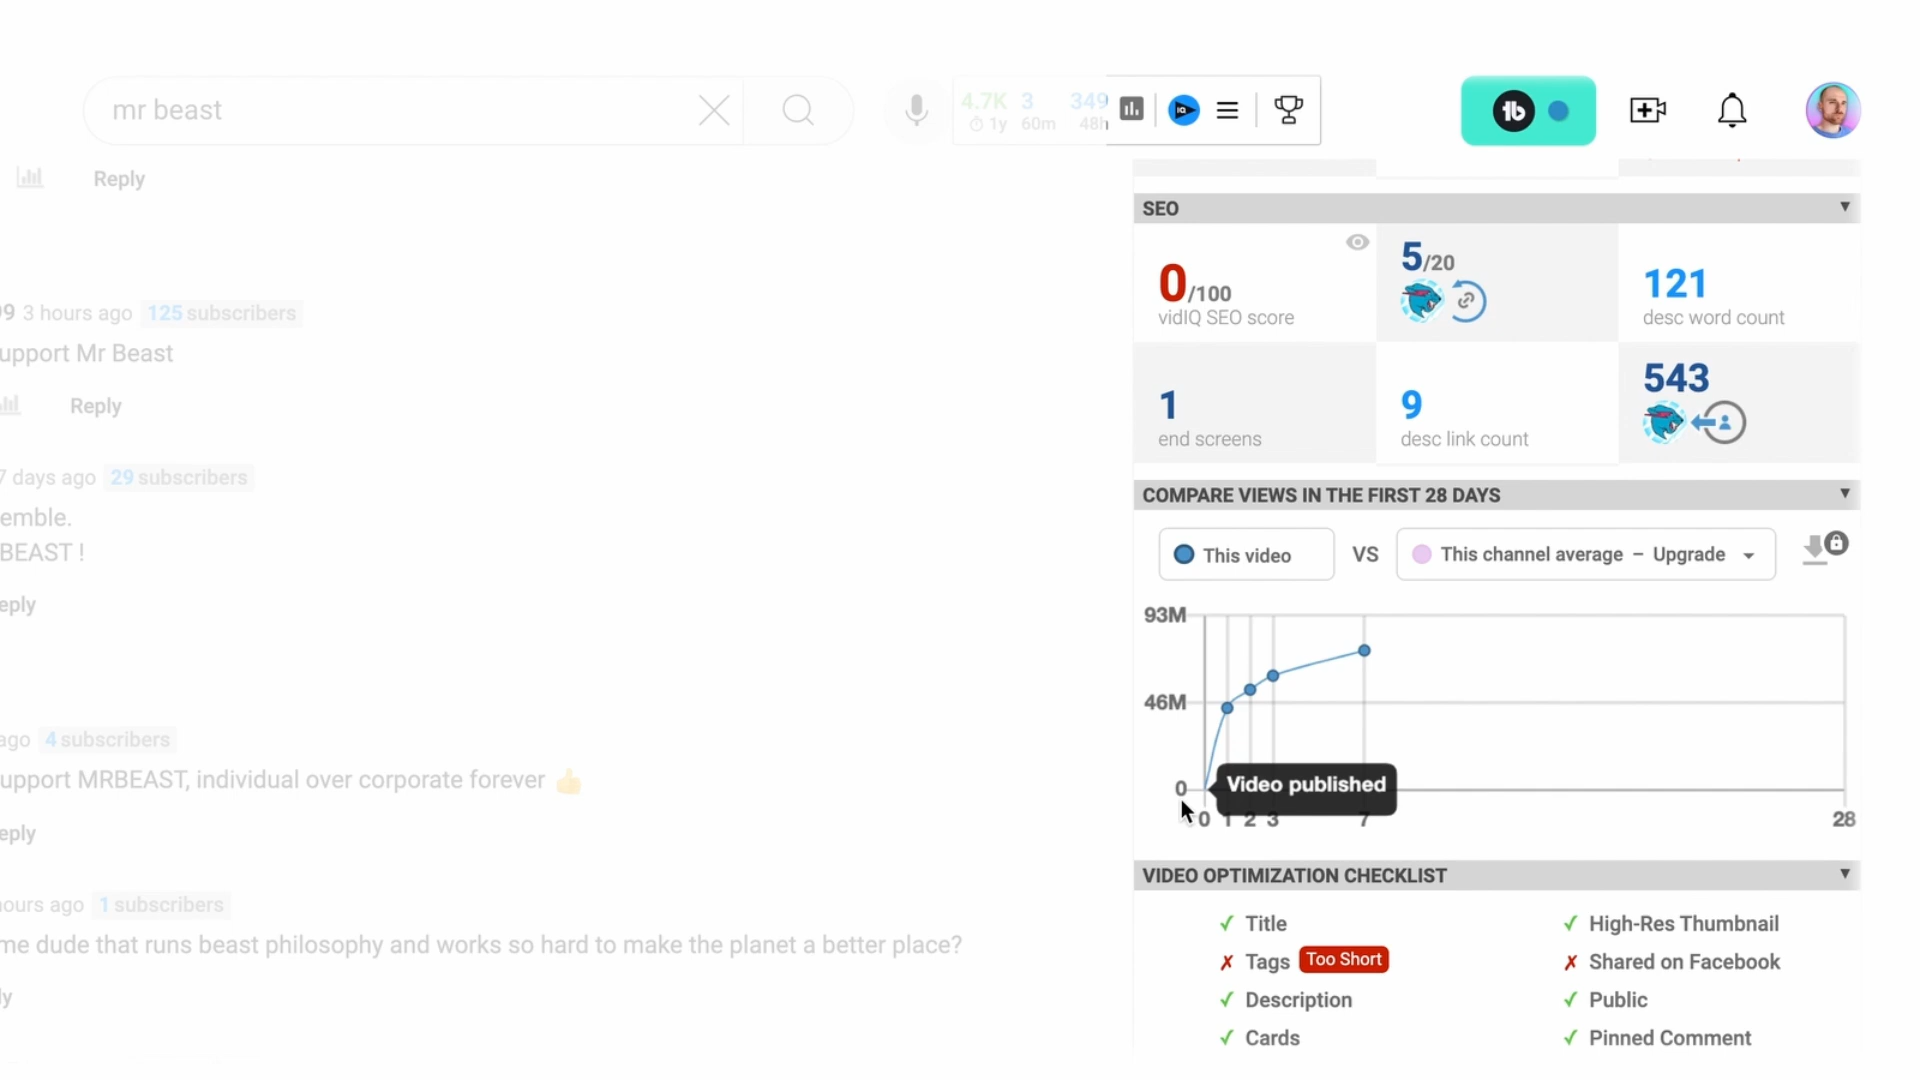 mr beast
4.7K 3 349
1y 60m 48h
Reply
99 3 hours ago 125 subscribers
upport Mr Beast
Reply
7 days ago 29 subscribers
emble.
BEAST !
eply
ago 4 subscribers
upport MRBEAST, individual over corporate forever 👍
eply
ours ago 1 subscribers
me dude that runs beast philosophy and works so hard to make the planet a better place?
ly
IQ
tb
SEO
0/100
vidIQ SEO score
5/20
121
desc word count
1
end screens
9
desc link count
543
COMPARE VIEWS IN THE FIRST 28 DAYS
This video VS This channel average – Upgrade
93M
46M
0
Video published
0 1 2 3 7 28
VIDEO OPTIMIZATION CHECKLIST
✓ Title
✗ Tags Too Short
✓ Description
✓ Cards
✓ High-Res Thumbnail
✗ Shared on Facebook
✓ Public
✓ Pinned Comment